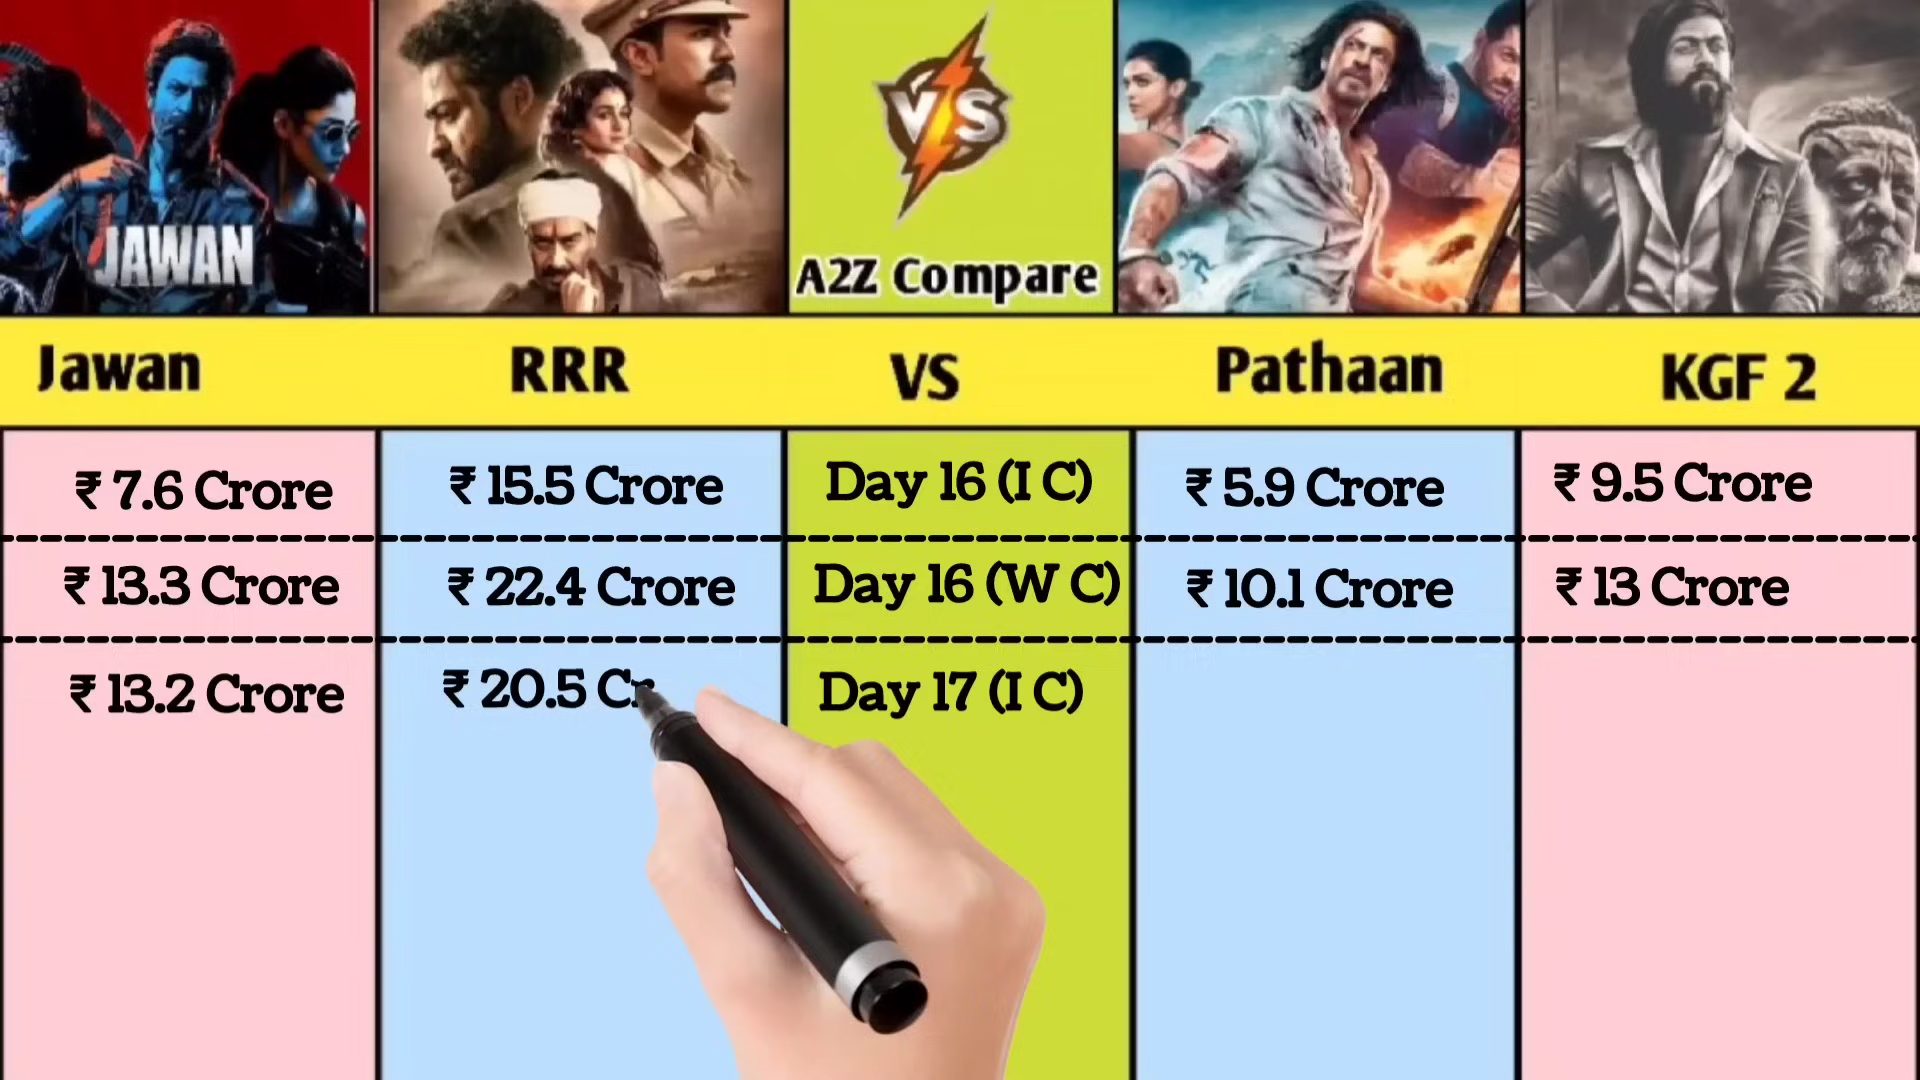 JAWAN
VS
A2Z Compare
Jawan RRR VS Pathaan KGF 2
₹ 7.6 Crore ₹ 15.5 Crore Day 16 (I C) ₹ 5.9 Crore ₹ 9.5 Crore
₹ 13.3 Crore ₹ 22.4 Crore Day 16 (W C) ₹ 10.1 Crore ₹ 13 Crore
₹ 13.2 Crore ₹ 20.5 Cr Day 17 (I C)